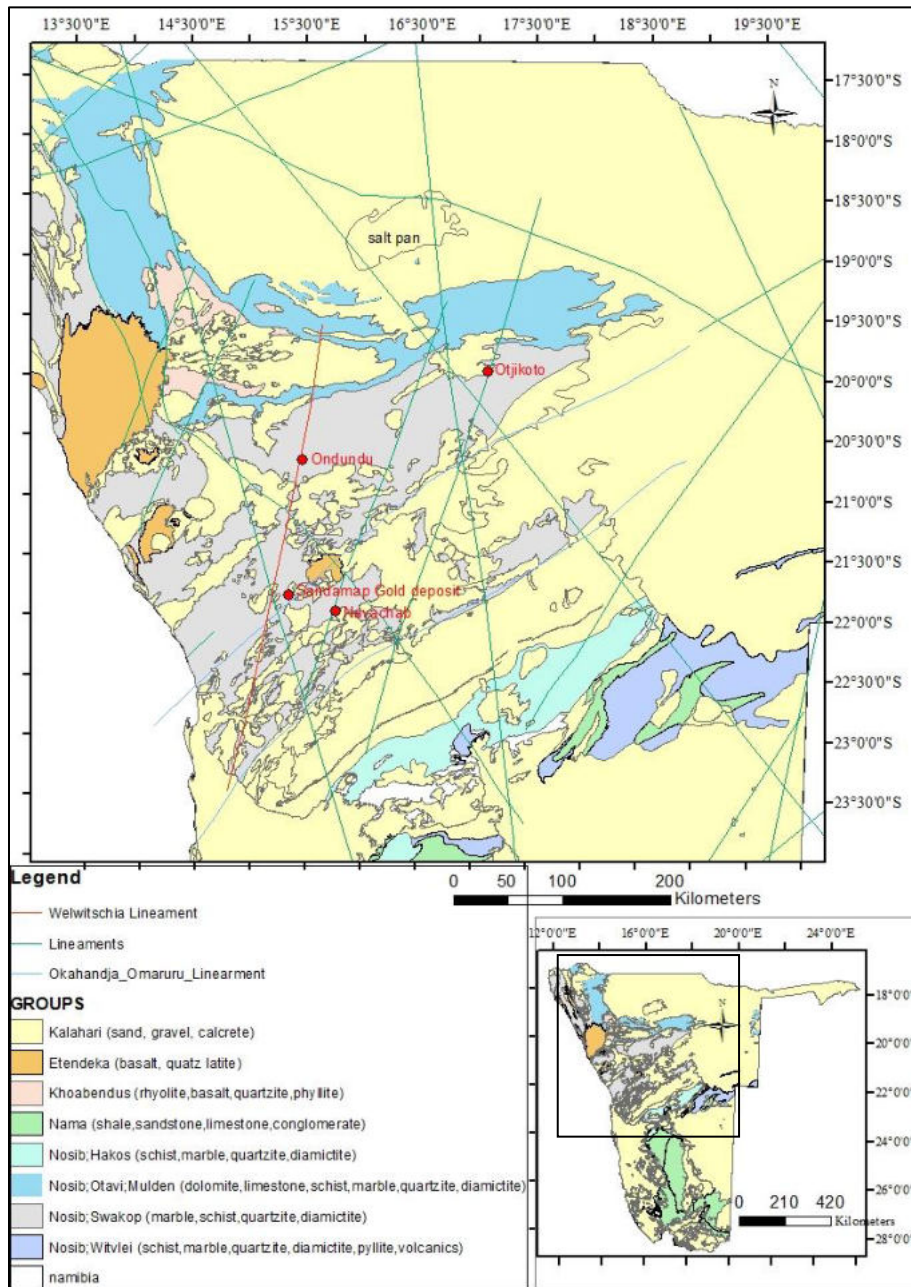 13°30'0"E 14°30'0"E 15°30'0"E 16°30'0"E 17°30'0"E 18°30'0"E 19°30'0"E
N
17°30'0"S
18°0'0"S
18°30'0"S
salt pan
19°0'0"S
19°30'0"S
Otjikoto
20°0'0"S
20°30'0"S
Ondundu
21°0'0"S
21°30'0"S
Sandamap Gold deposit
Navachab
22°0'0"S
22°30'0"S
23°0'0"S
23°30'0"S
Legend
Welwitschia Lineament
Lineaments
Okahandja_Omaruru_Linearment
GROUPS
Kalahari (sand, gravel, calcrete)
Etendeka (basalt, quatz latite)
Khoabendus (rhyolite,basalt,quartzite,phyllite)
Nama (shale,sandstone,limestone,conglomerate)
Nosib;Hakos (schist,marble,quartzite,diamictite)
Nosib;Otavi;Mulden (dolomite,limestone,schist,marble,quartzite,diamictite)
Nosib;Swakop (marble,schist,quartzite,diamictite)
Nosib;Witvlei (schist,marble,quartzite,diamictite,pyllite,volcanics)
namibia
0 50 100 200
Kilometers
12°0'0"E 16°0'0"E 20°0'0"E
N
18°0'0"S
20°0'0"S
22°0'0"S
24°0'0"S
26°0'0"S
28°0'0"S
0 210 420
Kilometers